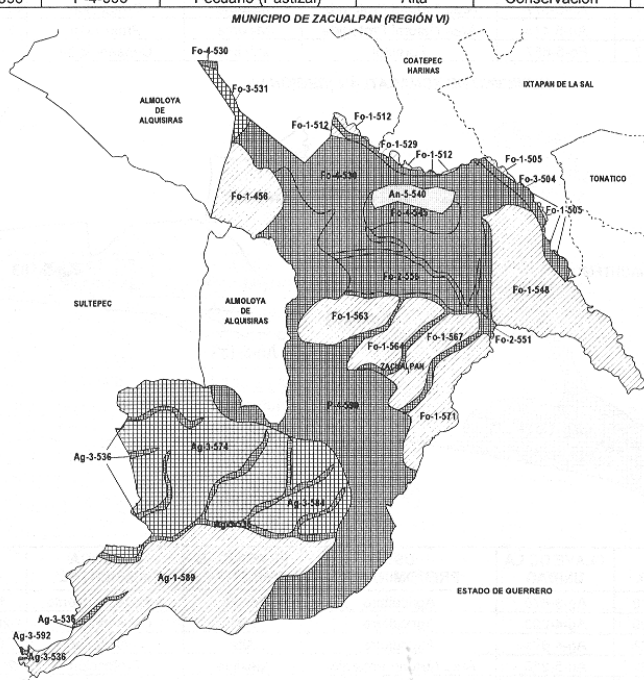 Pecuario (Pastizal) Alta Conservación
MUNICIPIO DE ZACUALPAN (REGIÓN VI)
Fo-4-530
COATEPEC
HARINAS
Fo-3-531
IXTAPAN DE LA SAL
ALMOLOYA
DE
ALQUISIRAS
Fo-1-512
Fo-1-512
Fo-1-529
Fo-1-512
Fo-1-505
Fo-3-504
TONATICO
Fo-4-530
Fo-1-456
An-5-540
Fo-1-505
Fo-4-545
Fo-2-556
Fo-1-548
SULTEPEC
ALMOLOYA
DE
ALQUISIRAS
Fo-1-563
Fo-1-567
Fo-2-551
Fo-1-564
ZACUALPAN
Fo-1-571
Ag-3-574
Ag-3-536
Ag-3-584
Ag-3-536
Ag-1-589
ESTADO DE GUERRERO
Ag-3-536
Ag-3-592
Ag-3-536